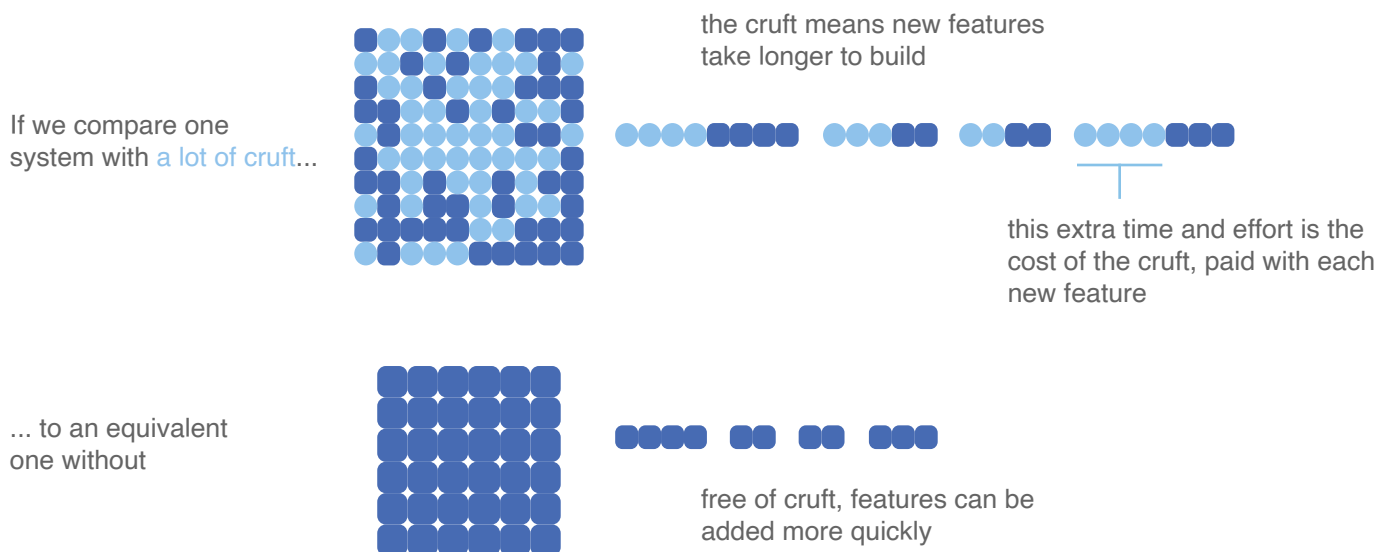 the cruft means new features
take longer to build
If we compare one
system with a lot of cruft...
this extra time and effort is the
cost of the cruft, paid with each
new feature
... to an equivalent
one without
free of cruft, features can be
added more quickly